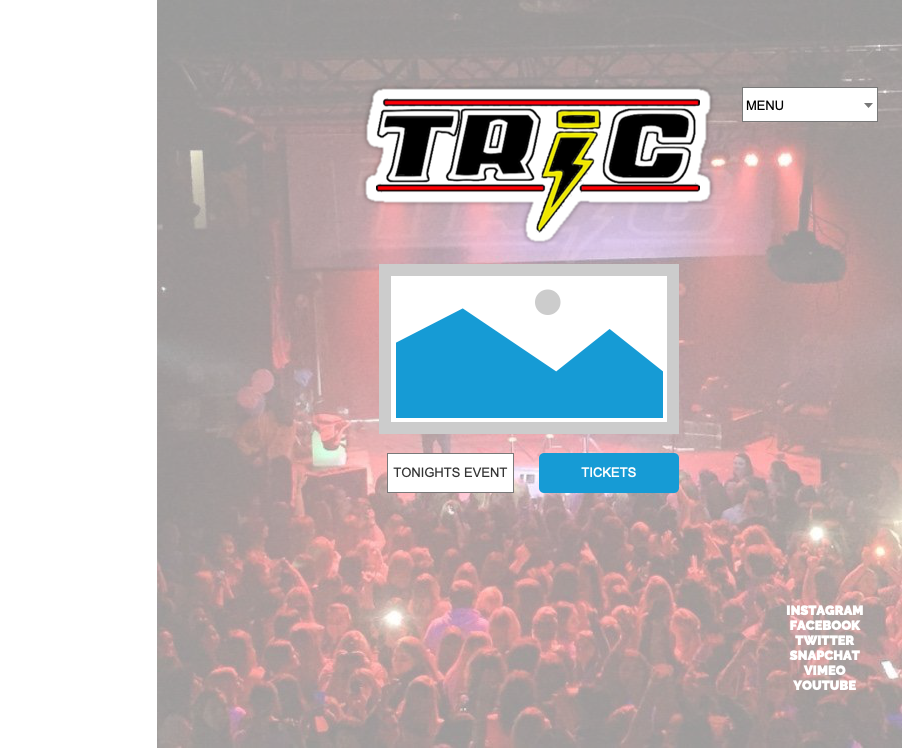 TRIC
MENU
TONIGHTS EVENT
TICKETS
INSTAGRAM
FACEBOOK
TWITTER
SNAPCHAT
VIMEO
YOUTUBE